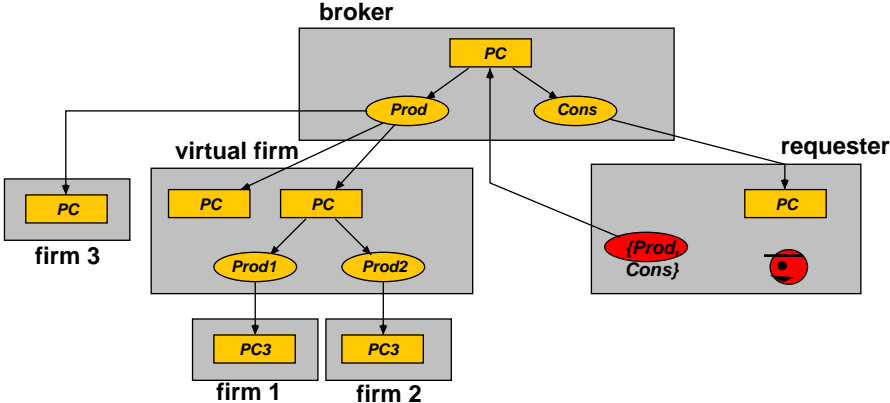 broker
PC
Prod
Cons
virtual firm
requester
PC
PC
PC
PC
firm 3
{Prod,
Cons}
Prod1
Prod2
PC3
PC3
firm 1
firm 2